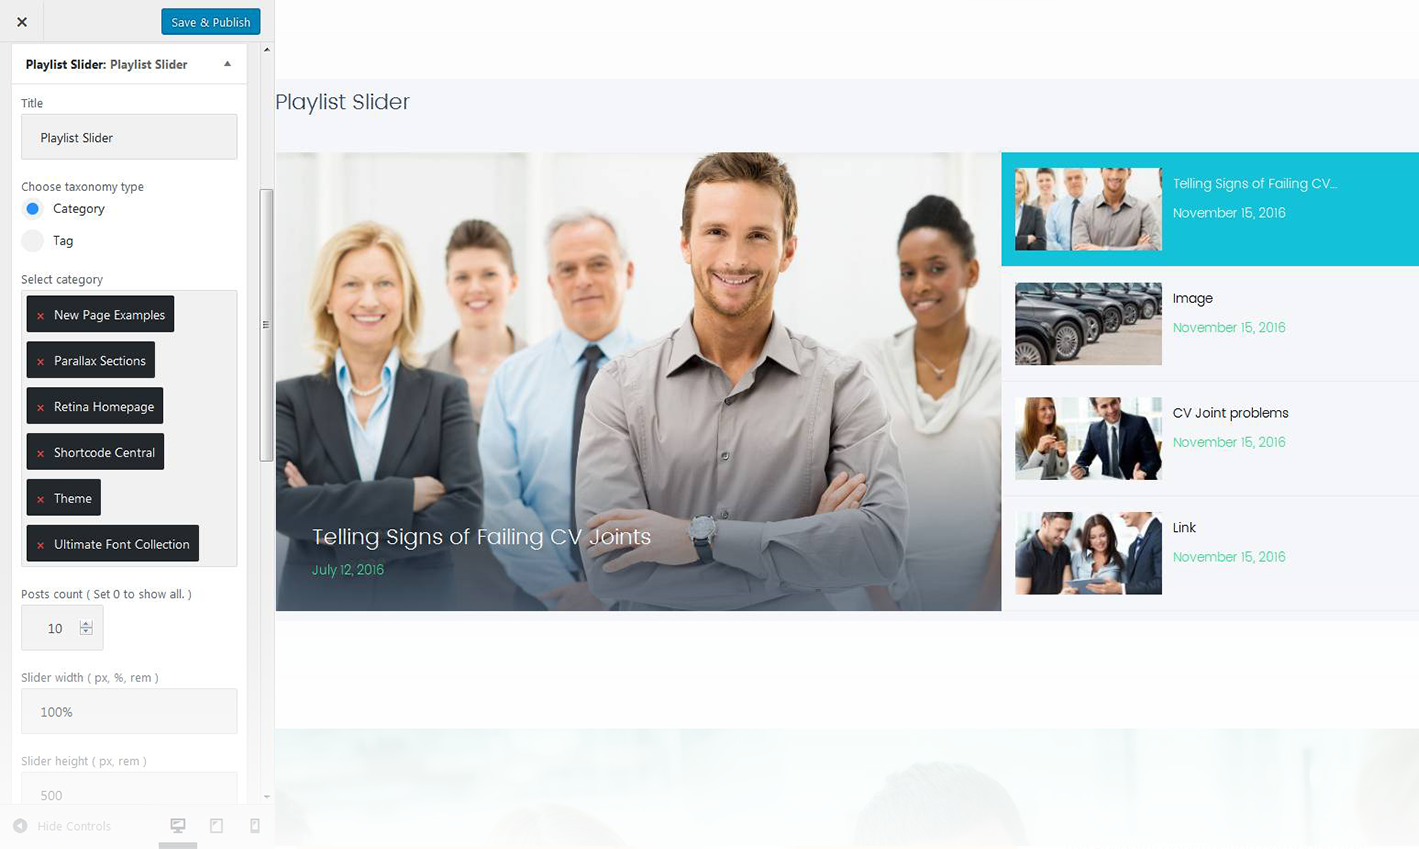 Save & Publish
Playlist Slider: Playlist Slider
Title
Playlist Slider
Choose taxonomy type
Category
Tag
Select category
× New Page Examples
× Parallax Sections
× Retina Homepage
× Shortcode Central
× Theme
× Ultimate Font Collection
Posts count ( Set 0 to show all. )
10
Slider width ( px, %, rem )
100%
Slider height ( px, rem )
500
Hide Controls
Playlist Slider
Telling Signs of Failing CV Joints
July 12, 2016
Telling Signs of Failing CV...
November 15, 2016
Image
November 15, 2016
CV Joint problems
November 15, 2016
Link
November 15, 2016